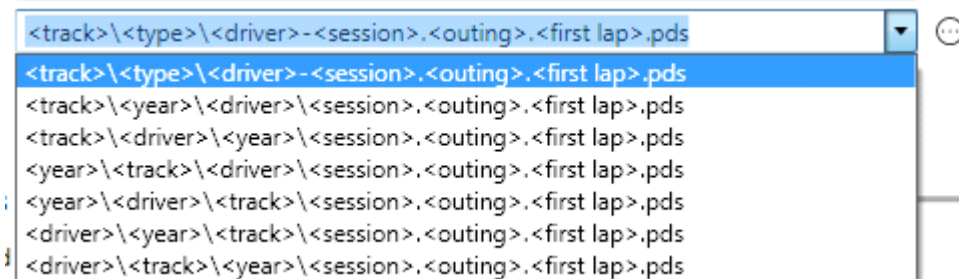 <track>\<type>\<driver>-<session>.<outing>.<first lap>.pds
<track>\<type>\<driver>-<session>.<outing>.<first lap>.pds
<track>\<year>\<driver>\<session>.<outing>.<first lap>.pds
<track>\<driver>\<year>\<session>.<outing>.<first lap>.pds
<year>\<track>\<driver>\<session>.<outing>.<first lap>.pds
<year>\<driver>\<track>\<session>.<outing>.<first lap>.pds
<driver>\<year>\<track>\<session>.<outing>.<first lap>.pds
<driver>\<track>\<year>\<session>.<outing>.<first lap>.pds